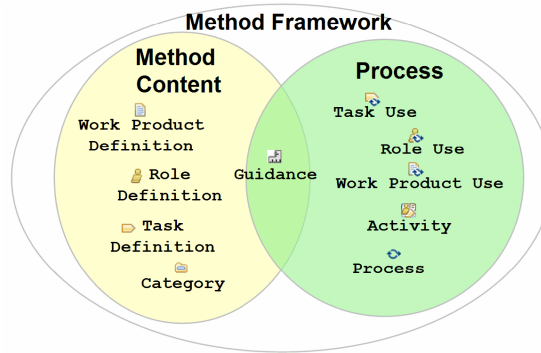 Method Framework
Method
Content
Work Product
Definition
Role
Definition
Task
Definition
Category
Guidance
Process
Task Use
Role Use
Work Product Use
Activity
Process